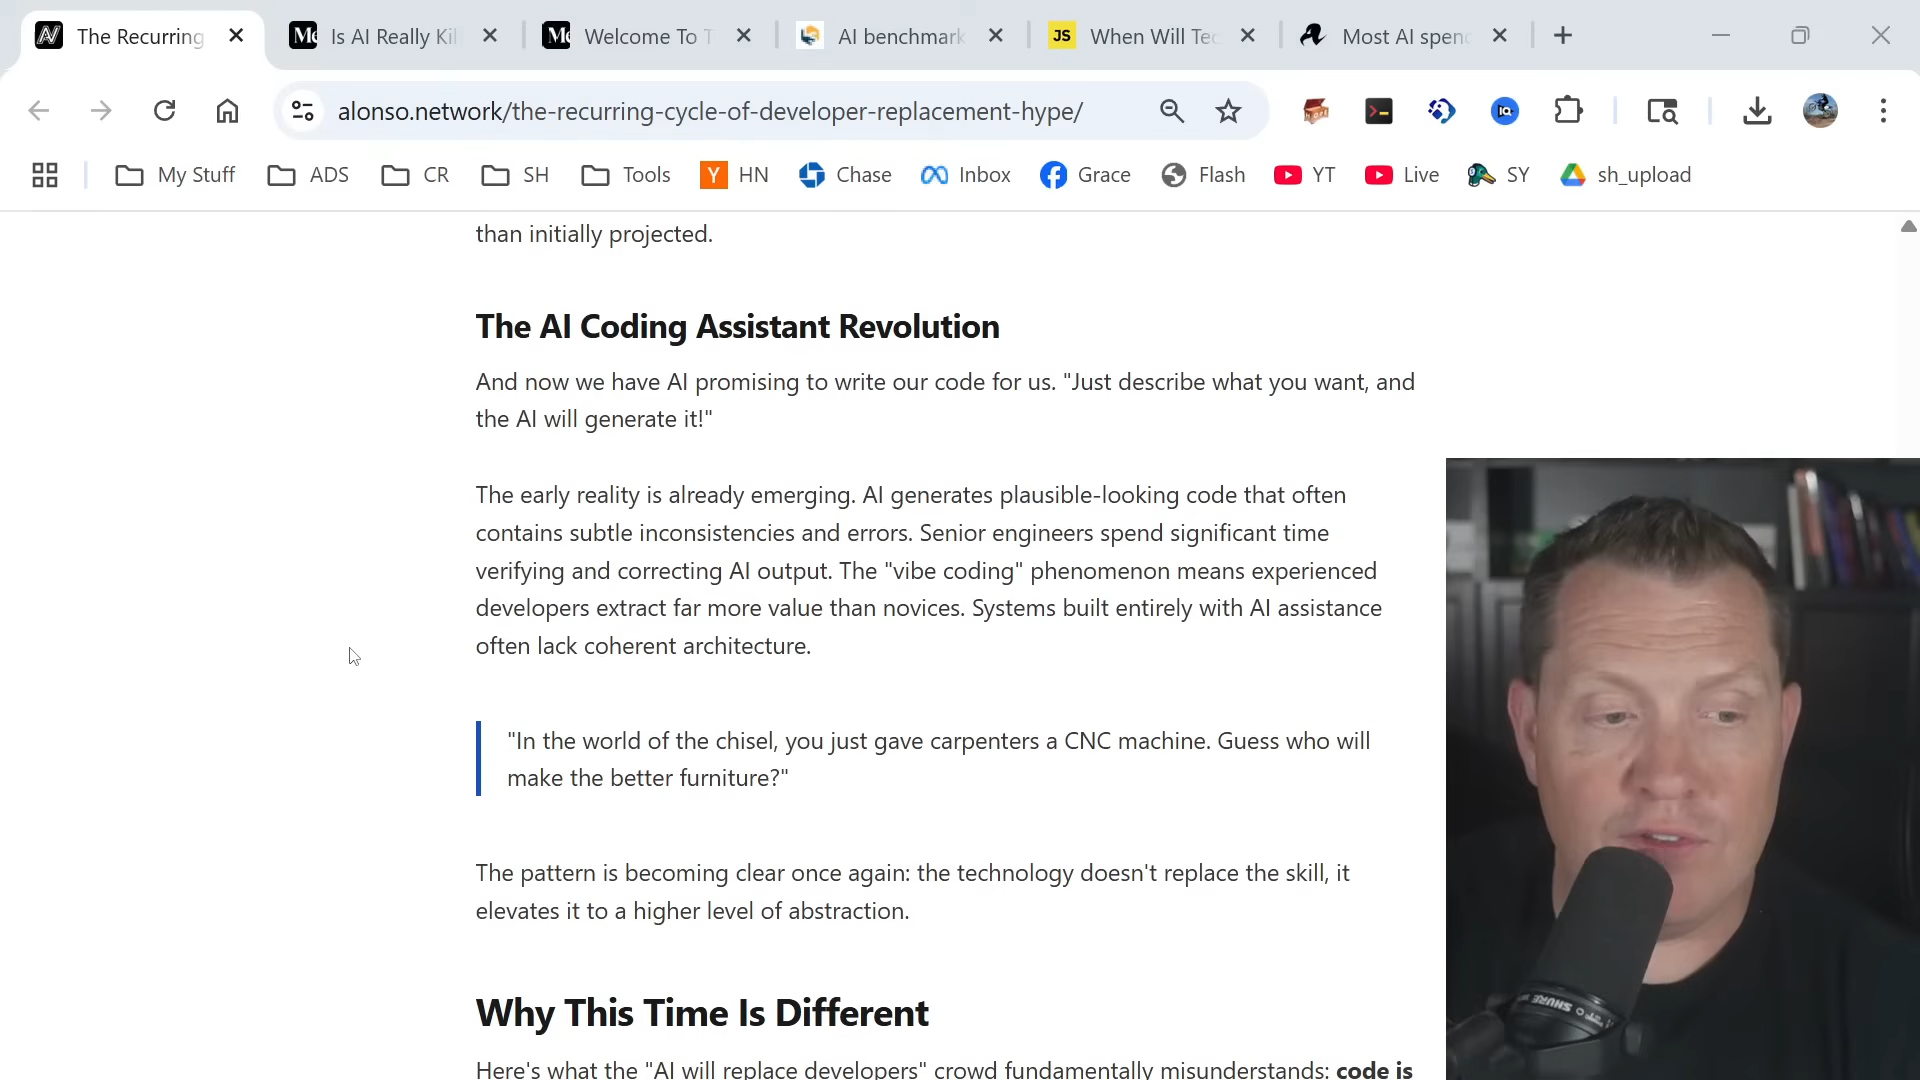 The Recurring
Is AI Really Kil
Welcome To T
AI benchmark
JS
When Will Tec
Most AI spen
alonso.network/the-recurring-cycle-of-developer-replacement-hype/
My Stuff
ADS
CR
SH
Tools
Y
HN
Chase
Inbox
Grace
Flash
YT
Live
SY
sh_upload
than initially projected.
The AI Coding Assistant Revolution
And now we have AI promising to write our code for us. "Just describe what you want, and
the AI will generate it!"
The early reality is already emerging. AI generates plausible-looking code that often
contains subtle inconsistencies and errors. Senior engineers spend significant time
verifying and correcting AI output. The "vibe coding" phenomenon means experienced
developers extract far more value than novices. Systems built entirely with AI assistance
often lack coherent architecture.
"In the world of the chisel, you just gave carpenters a CNC machine. Guess who will
make the better furniture?"
The pattern is becoming clear once again: the technology doesn't replace the skill, it
elevates it to a higher level of abstraction.
Why This Time Is Different
Here's what the "AI will replace developers" crowd fundamentally misunderstands: code is
SHURE